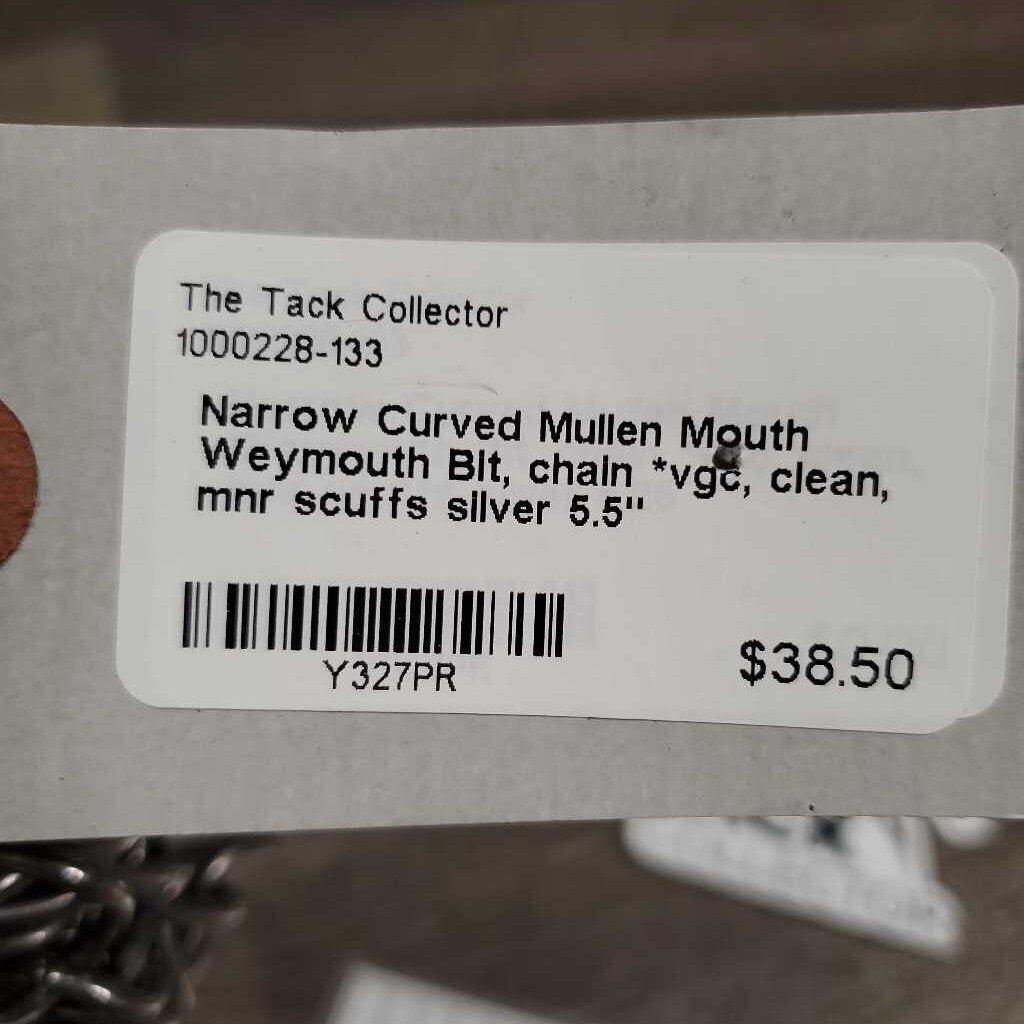 The Tack Collector
1000228-133
Narrow Curved Mullen Mouth
Weymouth Bit, chain *vgc, clean,
mnr scuffs silver 5.5"
Y327PR
$38.50